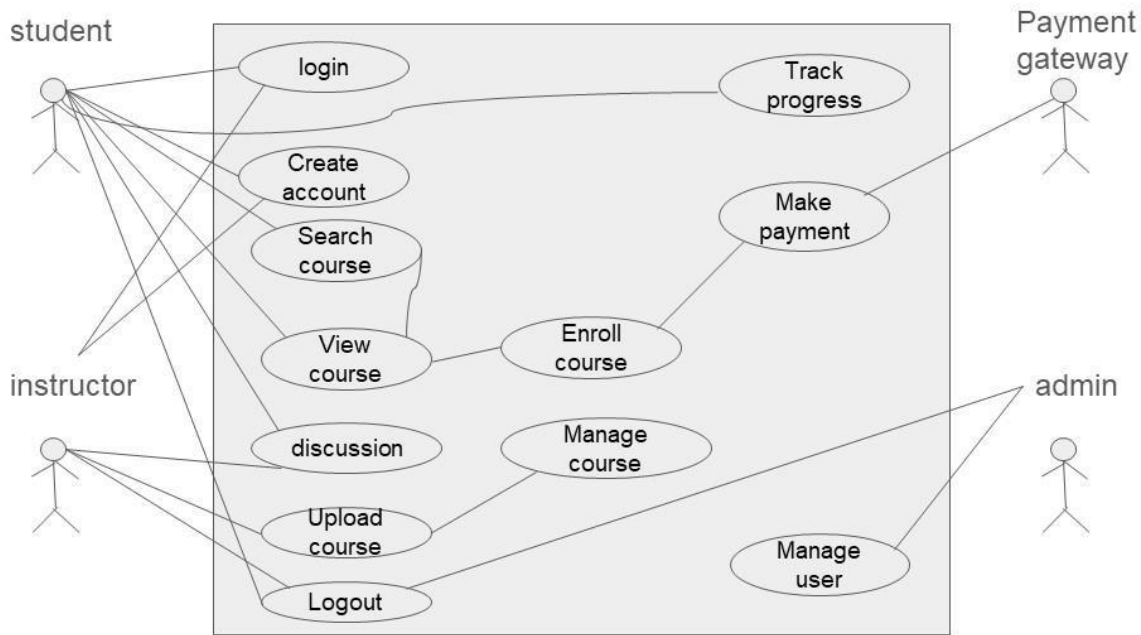 student
Payment
gateway
login
Track
progress
Create
account
Make
payment
Search
course
View
course
Enroll
course
instructor
admin
discussion
Manage
course
Upload
course
Manage
user
Logout